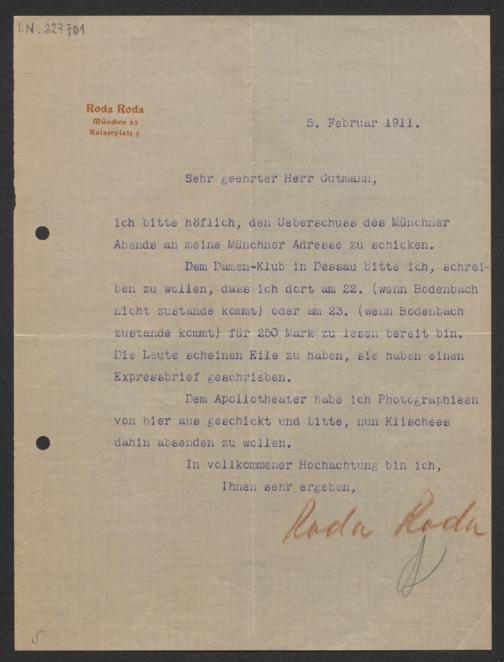 I.N. 227.701
Roda Roda
München 23
Kaiserplatz 5
5. Februar 1911.
Sehr geehrter Herr Gutmann,
ich bitte höflich, den Ueberschuss des Münchner
Abends an meine Münchner Adresse zu schicken.
Dem Damen-Klub in Dessau bitte ich, schrei-
ben zu wollen, dass ich dort am 22. (wenn Bodenbach
nicht zustande kommt) oder am 23. (wenn Bodenbach
zustande kommt) für 250 Mark zu lesen bereit bin.
Die Leute scheinen Eile zu haben, sie haben einen
Expressbrief geschrieben.
Dem Apollotheater habe ich Photographieen
von hier aus geschickt und bitte, nun Klischees
dahin absenden zu wollen.
In vollkommener Hochachtung bin ich,
Ihnen sehr ergeben,
Roda Roda